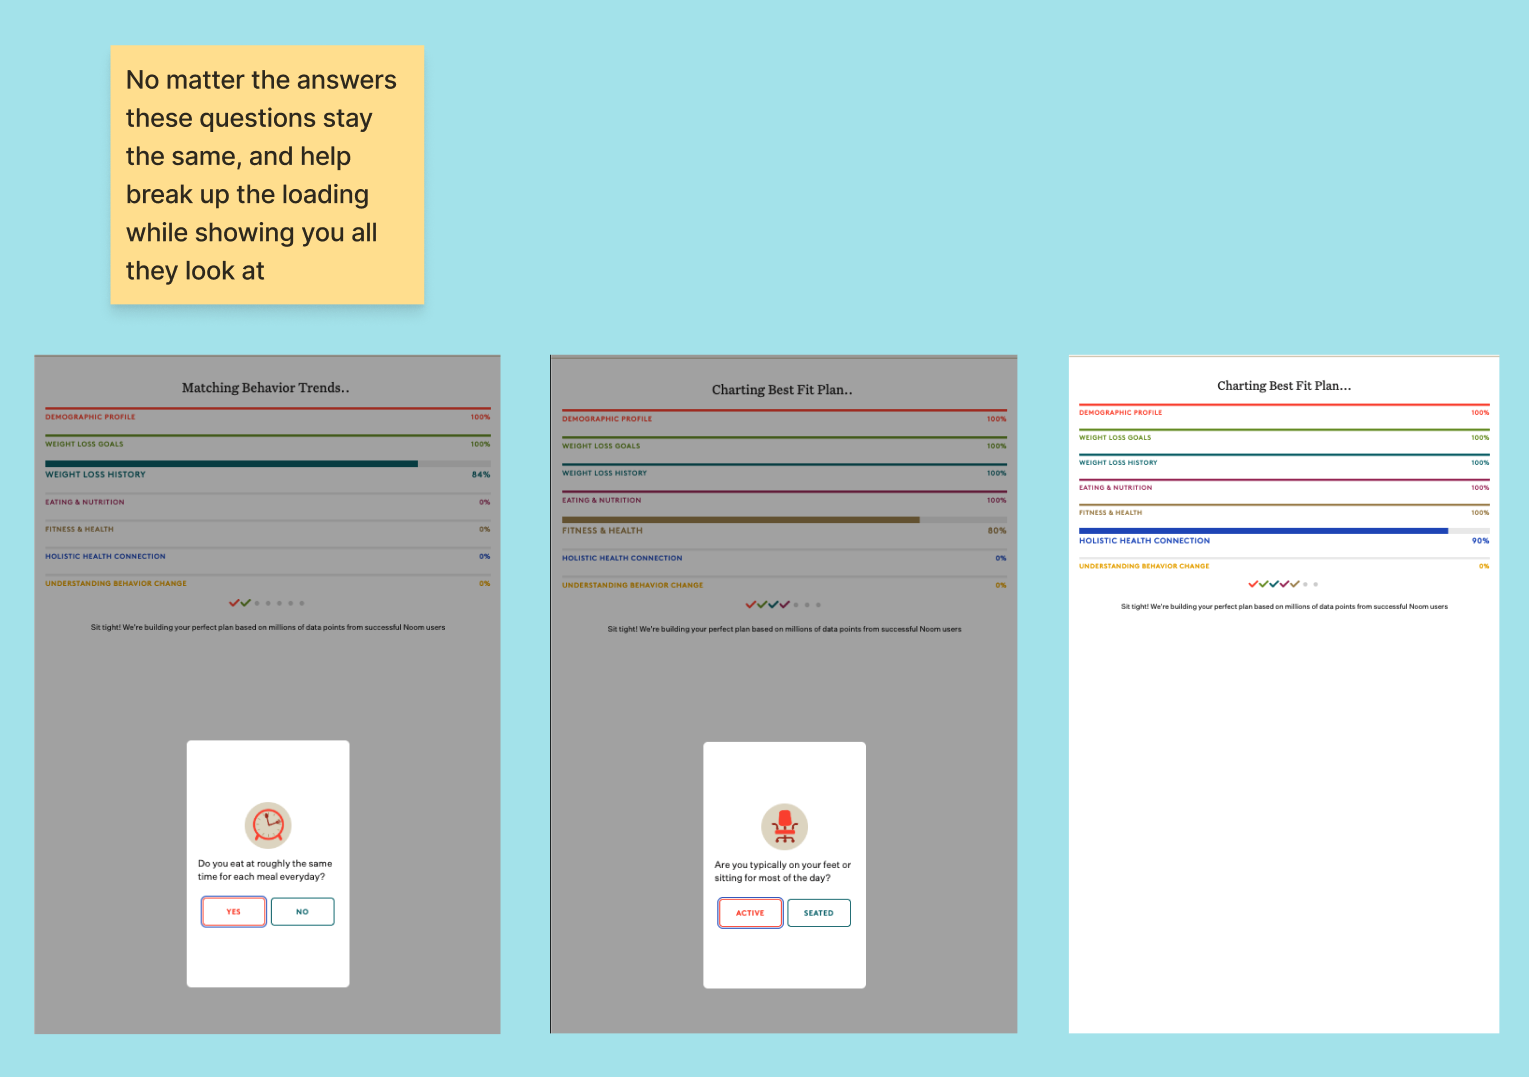 No matter the answers
these questions stay
the same, and help
break up the loading
while showing you all
they look at
Matching Behavior Trends..
DEMOGRAPHIC PROFILE 100%
WEIGHT LOSS GOALS 100%
WEIGHT LOSS HISTORY 84%
EATING & NUTRITION 0%
FITNESS & HEALTH 0%
HOLISTIC HEALTH CONNECTION 0%
UNDERSTANDING BEHAVIOR CHANGE 0%
Sit tight! We're building your perfect plan based on millions of data points from successful Noom users
Do you eat at roughly the same
time for each meal everyday?
YES NO
Charting Best Fit Plan..
DEMOGRAPHIC PROFILE 100%
WEIGHT LOSS GOALS 100%
WEIGHT LOSS HISTORY 100%
EATING & NUTRITION 100%
FITNESS & HEALTH 80%
HOLISTIC HEALTH CONNECTION 0%
UNDERSTANDING BEHAVIOR CHANGE 0%
Sit tight! We're building your perfect plan based on millions of data points from successful Noom users
Are you typically on your feet or
sitting for most of the day?
ACTIVE SEATED
Charting Best Fit Plan...
DEMOGRAPHIC PROFILE 100%
WEIGHT LOSS GOALS 100%
WEIGHT LOSS HISTORY 100%
EATING & NUTRITION 100%
FITNESS & HEALTH 100%
HOLISTIC HEALTH CONNECTION 90%
UNDERSTANDING BEHAVIOR CHANGE 0%
Sit tight! We're building your perfect plan based on millions of data points from successful Noom users